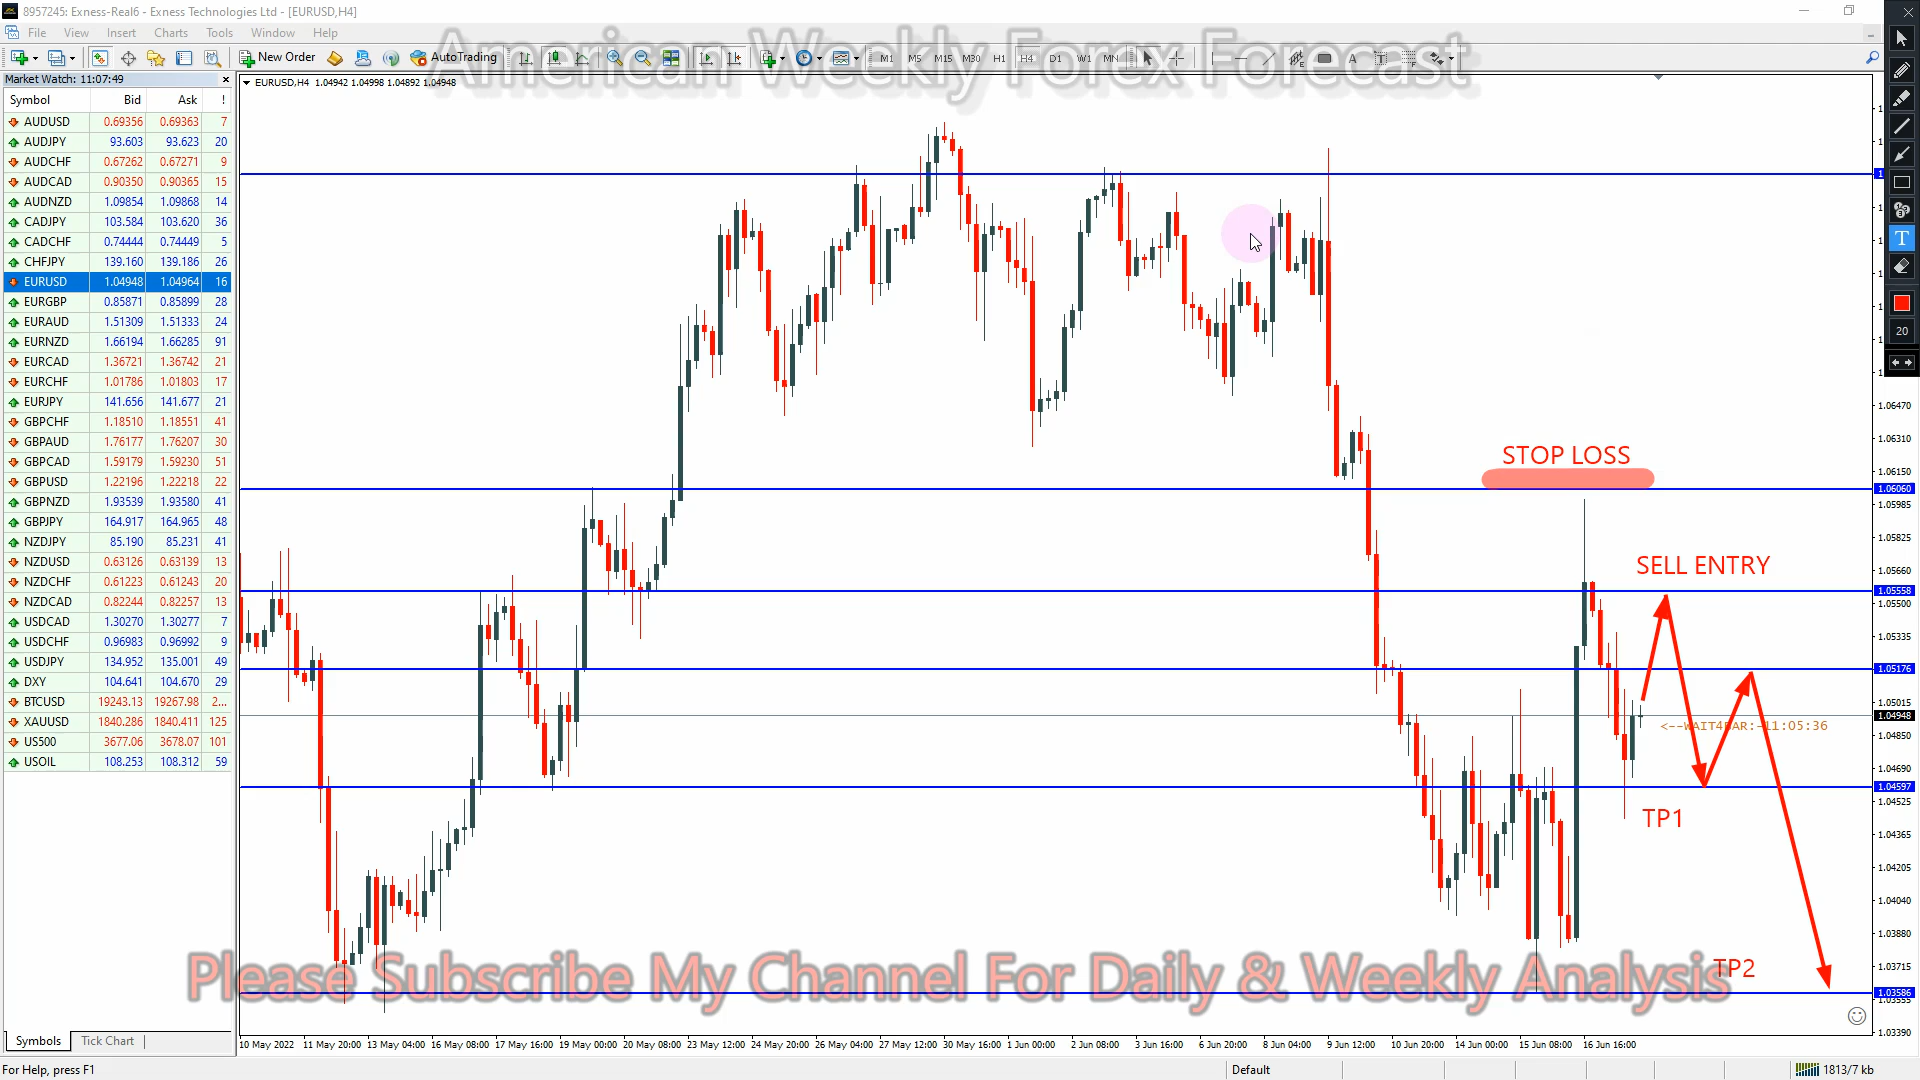 8957245: Exness-Real6 - Exness Technologies Ltd - [EURUSD,H4]
File View Insert Charts Tools Window Help
New Order AutoTrading M1 M5 M15 M30 H1 H4 D1 W1 MN
American Weekly Forex Forecast
Market Watch: 11:07:49
EURUSD,H4 1.04942 1.04998 1.04892 1.04948
Symbol Bid Ask !
AUDUSD 0.69356 0.69363 7
AUDJPY 93.603 93.623 20
AUDCHF 0.67262 0.67271 9
AUDCAD 0.90350 0.90365 15
AUDNZD 1.09854 1.09868 14
CADJPY 103.584 103.620 36
CADCHF 0.74444 0.74449 5
CHFJPY 139.160 139.186 26
EURUSD 1.04948 1.04964 16
EURGBP 0.85871 0.85899 28
EURAUD 1.51309 1.51333 24
EURNZD 1.66194 1.66285 91
EURCAD 1.36721 1.36742 21
EURCHF 1.01786 1.01803 17
EURJPY 141.656 141.677 21
GBPCHF 1.18510 1.18551 41
GBPAUD 1.76177 1.76207 30
GBPCAD 1.59179 1.59230 51
GBPUSD 1.22196 1.22218 22
GBPNZD 1.93539 1.93580 41
GBPJPY 164.917 164.965 48
NZDJPY 85.190 85.231 41
NZDUSD 0.63126 0.63139 13
NZDCHF 0.61223 0.61243 20
NZDCAD 0.82244 0.82257 13
USDCAD 1.30270 1.30277 7
USDCHF 0.96983 0.96992 9
USDJPY 134.952 135.001 49
DXY 104.641 104.670 29
BTCUSD 19243.13 19267.98 2...
XAUUSD 1840.286 1840.411 125
US500 3677.06 3678.07 101
USOIL 108.253 108.312 59
Symbols Tick Chart
STOP LOSS
SELL ENTRY
<--WAIT4BAR:-11:05:36
TP1
TP2
Please Subscribe My Channel For Daily & Weekly Analysis
1.06470
1.06310
1.06150
1.06060
1.05985
1.05825
1.05660
1.05558
1.05500
1.05335
1.05176
1.05015
1.04948
1.04850
1.04690
1.04597
1.04525
1.04365
1.04205
1.04040
1.03880
1.03715
1.03586
1.03555
1.03390
20
10 May 2022 11 May 20:00 13 May 04:00 16 May 08:00 17 May 16:00 19 May 00:00 20 May 08:00 23 May 12:00 24 May 20:00 26 May 04:00 27 May 12:00 30 May 16:00 1 Jun 00:00 2 Jun 08:00 3 Jun 16:00 6 Jun 20:00 8 Jun 04:00 9 Jun 12:00 10 Jun 20:00 14 Jun 00:00 15 Jun 08:00 16 Jun 16:00
For Help, press F1 Default 1813/7 kb